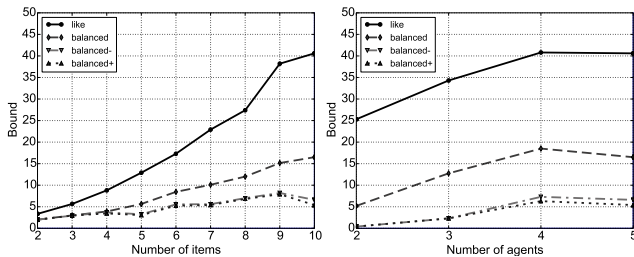 50
45
40
35
30
25
20
15
10
5
0
Bound
like
balanced
balanced-
balanced+
2 3 4 5 6 7 8 9 10
Number of items
50
45
40
35
30
25
20
15
10
5
0
Bound
like
balanced
balanced-
balanced+
2 3 4 5
Number of agents